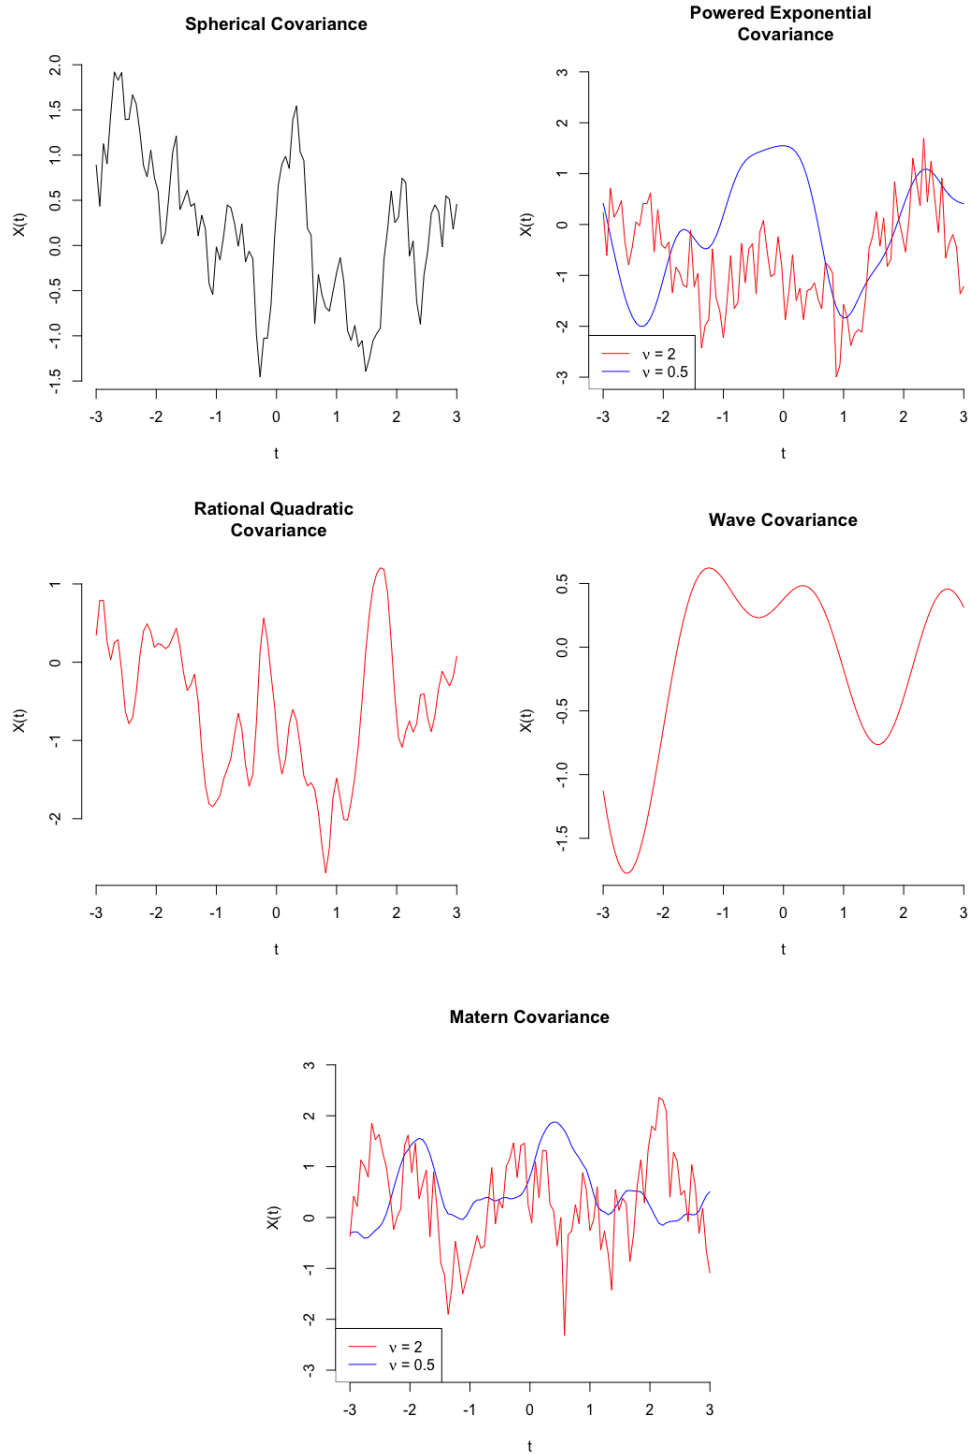 Spherical Covariance
X(t)
2.0
1.5
1.0
0.5
0.0
-0.5
-1.0
-1.5
-3 -2 -1 0 1 2 3
t
Powered Exponential
Covariance
X(t)
3
2
1
0
-1
-2
-3
ν = 2
ν = 0.5
-3 -2 -1 0 1 2 3
t
Rational Quadratic
Covariance
X(t)
1
0
-1
-2
-3 -2 -1 0 1 2 3
t
Wave Covariance
X(t)
0.5
0.0
-0.5
-1.0
-1.5
-3 -2 -1 0 1 2 3
t
Matern Covariance
X(t)
3
2
1
0
-1
-2
-3
ν = 2
ν = 0.5
-3 -2 -1 0 1 2 3
t